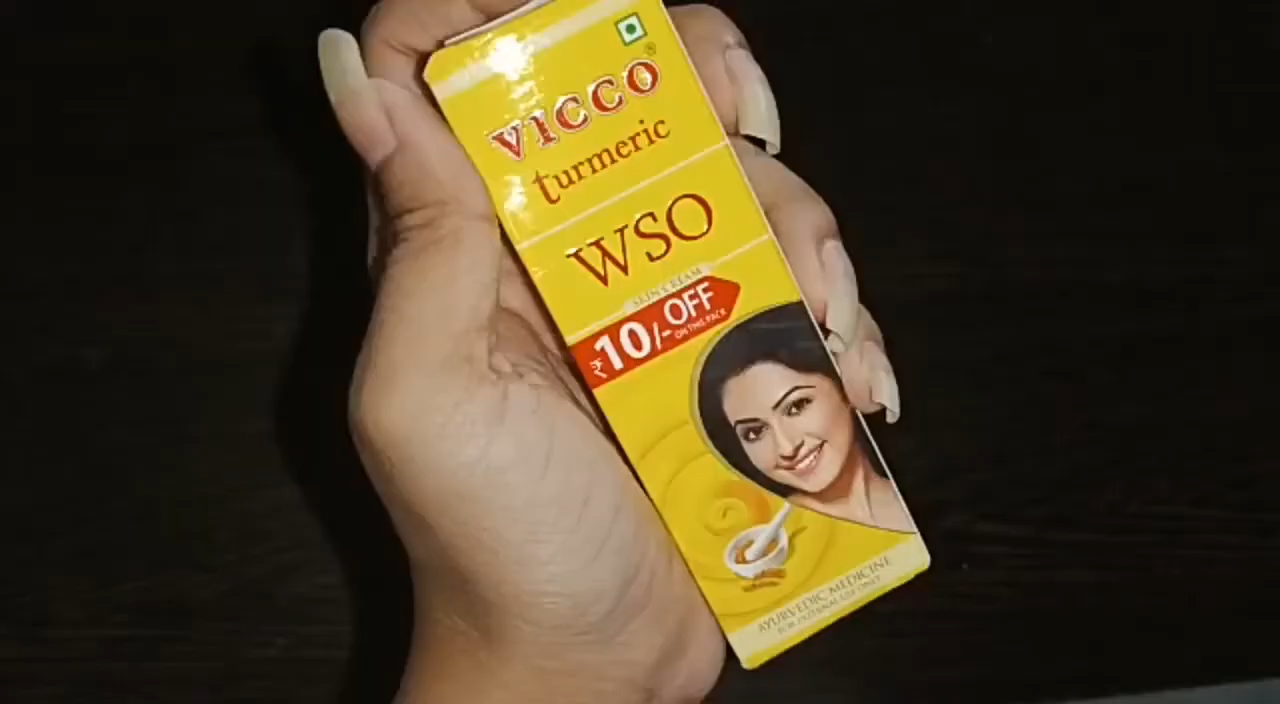 VICCO®
turmeric
WSO
SKIN CREAM
₹10/- OFF
ON THIS PACK
AYURVEDIC MEDICINE
FOR EXTERNAL USE ONLY